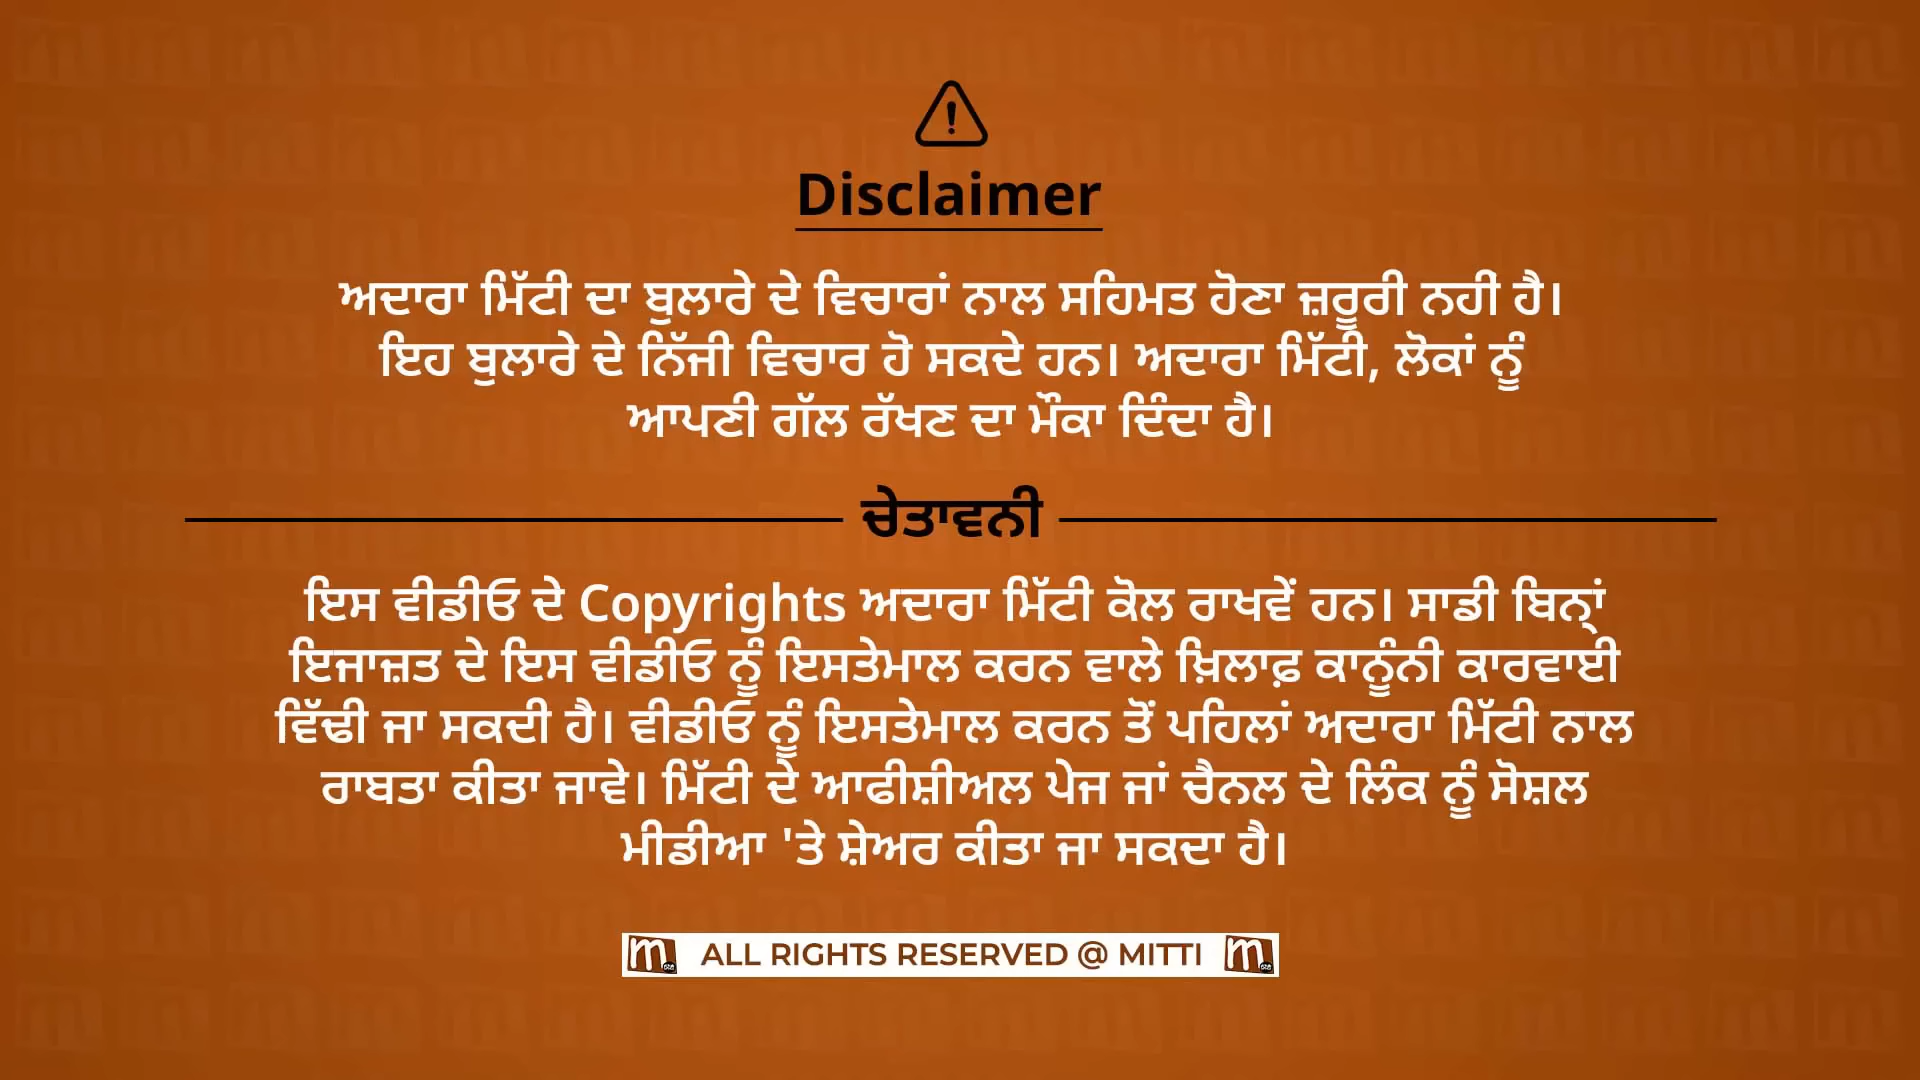 Disclaimer
ਅਦਾਰਾ ਮਿੱਟੀ ਦਾ ਬੁਲਾਰੇ ਦੇ ਵਿਚਾਰਾਂ ਨਾਲ ਸਹਿਮਤ ਹੋਣਾ ਜ਼ਰੂਰੀ ਨਹੀਂ ਹੈ।
ਇਹ ਬੁਲਾਰੇ ਦੇ ਨਿੱਜੀ ਵਿਚਾਰ ਹੋ ਸਕਦੇ ਹਨ। ਅਦਾਰਾ ਮਿੱਟੀ, ਲੋਕਾਂ ਨੂੰ
ਆਪਣੀ ਗੱਲ ਰੱਖਣ ਦਾ ਮੌਕਾ ਦਿੰਦਾ ਹੈ।
ਚੇਤਾਵਨੀ
ਇਸ ਵੀਡੀਓ ਦੇ Copyrights ਅਦਾਰਾ ਮਿੱਟੀ ਕੋਲ ਰਾਖਵੇਂ ਹਨ। ਸਾਡੀ ਬਿਨ੍ਹਾਂ
ਇਜਾਜ਼ਤ ਦੇ ਇਸ ਵੀਡੀਓ ਨੂੰ ਇਸਤੇਮਾਲ ਕਰਨ ਵਾਲੇ ਖ਼ਿਲਾਫ਼ ਕਾਨੂੰਨੀ ਕਾਰਵਾਈ
ਵਿੱਢੀ ਜਾ ਸਕਦੀ ਹੈ। ਵੀਡੀਓ ਨੂੰ ਇਸਤੇਮਾਲ ਕਰਨ ਤੋਂ ਪਹਿਲਾਂ ਅਦਾਰਾ ਮਿੱਟੀ ਨਾਲ
ਰਾਬਤਾ ਕੀਤਾ ਜਾਵੇ। ਮਿੱਟੀ ਦੇ ਆਫੀਸ਼ੀਅਲ ਪੇਜ ਜਾਂ ਚੈਨਲ ਦੇ ਲਿੰਕ ਨੂੰ ਸੋਸ਼ਲ
ਮੀਡੀਆ 'ਤੇ ਸ਼ੇਅਰ ਕੀਤਾ ਜਾ ਸਕਦਾ ਹੈ।
m ALL RIGHTS RESERVED @ MITTI m